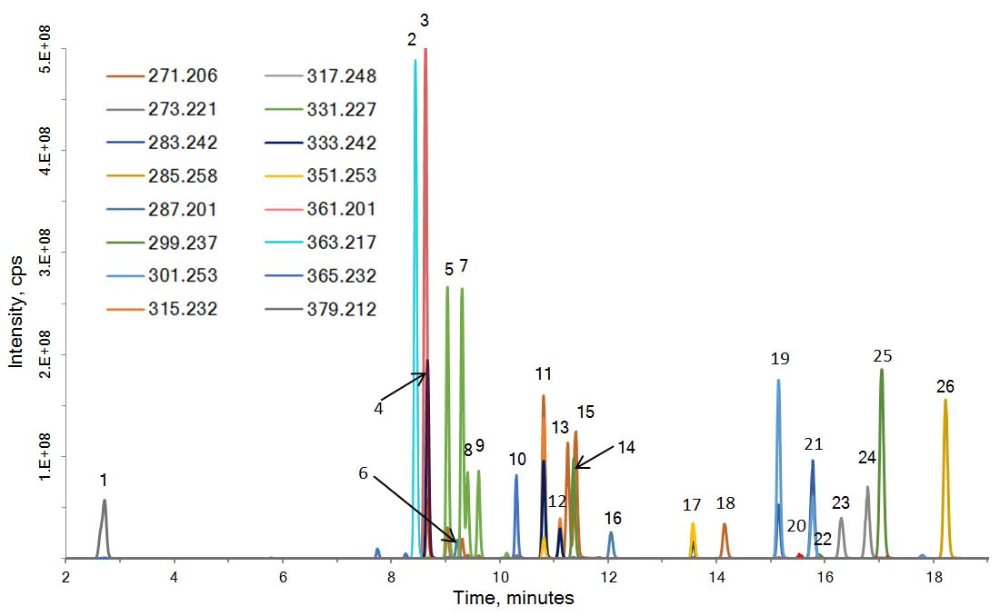 3
2
5.E+08
271.206 317.248
273.221 331.227
283.242 333.242
4.E+08
285.258 351.253
287.201 361.201
299.237 363.217
3.E+08
301.253 365.232
315.232 379.212
5 7
Intensity, cps
2.E+08
19 25
11 26
4
13 15
8 9 21 14
1.E+08
10 24
6
1
12 16 17 18 23
20
22
2 4 6 8 10 12 14 16 18
Time, minutes